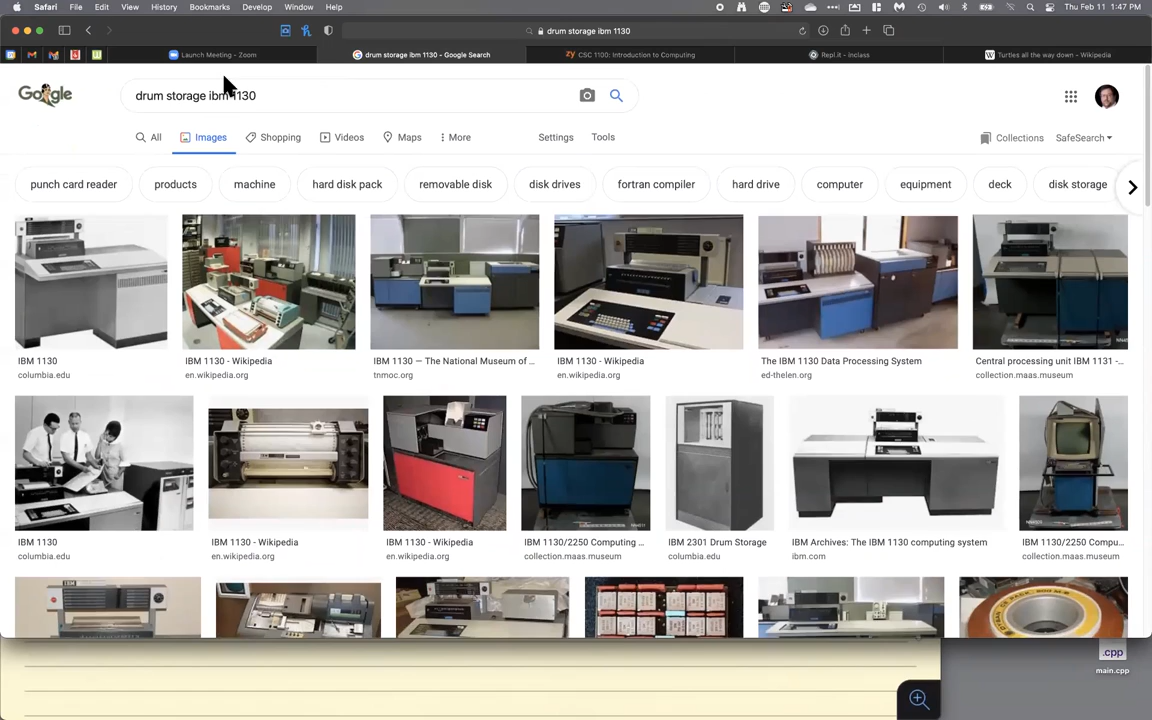 Safari File Edit View History Bookmarks Develop Window Help Thu Feb 11 1:47 PM
drum storage ibm 1130
Launch Meeting - Zoom drum storage ibm 1130 - Google Search CSC 1100: Introduction to Computing Repl.it - inclass Turtles all the way down - Wikipedia
Google drum storage ibm 1130
All Images Shopping Videos Maps More Settings Tools Collections SafeSearch
punch card reader products machine hard disk pack removable disk disk drives fortran compiler hard drive computer equipment deck disk storage
IBM 1130 IBM 1130 - Wikipedia IBM 1130 — The National Museum of ... IBM 1130 - Wikipedia The IBM 1130 Data Processing System Central processing unit IBM 1131 -...
columbia.edu en.wikipedia.org tnmoc.org en.wikipedia.org ed-thelen.org collection.maas.museum
IBM 1130 IBM 1130 - Wikipedia IBM 1130 - Wikipedia IBM 1130/2250 Computing ... IBM 2301 Drum Storage IBM Archives: The IBM 1130 computing system IBM 1130/2250 Compu...
columbia.edu en.wikipedia.org en.wikipedia.org collection.maas.museum columbia.edu ibm.com collection.maas.museum
.cpp
main.cpp